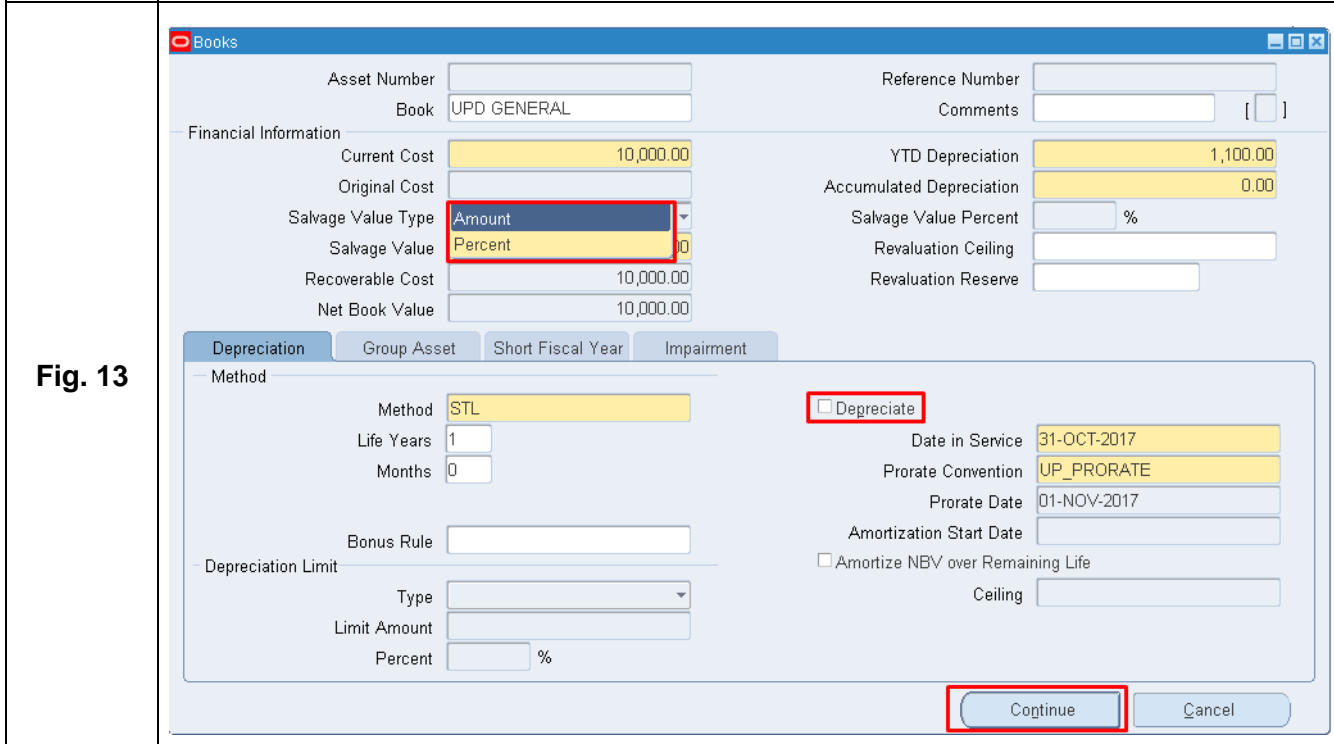 Fig. 13
Books
Asset Number
Reference Number
Book UPD GENERAL
Comments [ ]
Financial Information
Current Cost 10,000.00
YTD Depreciation 1,100.00
Original Cost
Accumulated Depreciation 0.00
Salvage Value Type Amount
Salvage Value Percent %
Salvage Value Percent 00
Revaluation Ceiling
Recoverable Cost 10,000.00
Revaluation Reserve
Net Book Value 10,000.00
Depreciation Group Asset Short Fiscal Year Impairment
Method
Method STL
Depreciate
Life Years 1
Date in Service 31-OCT-2017
Months 0
Prorate Convention UP_PRORATE
Prorate Date 01-NOV-2017
Amortization Start Date
Bonus Rule
Amortize NBV over Remaining Life
Depreciation Limit
Type
Ceiling
Limit Amount
Percent %
Continue Cancel